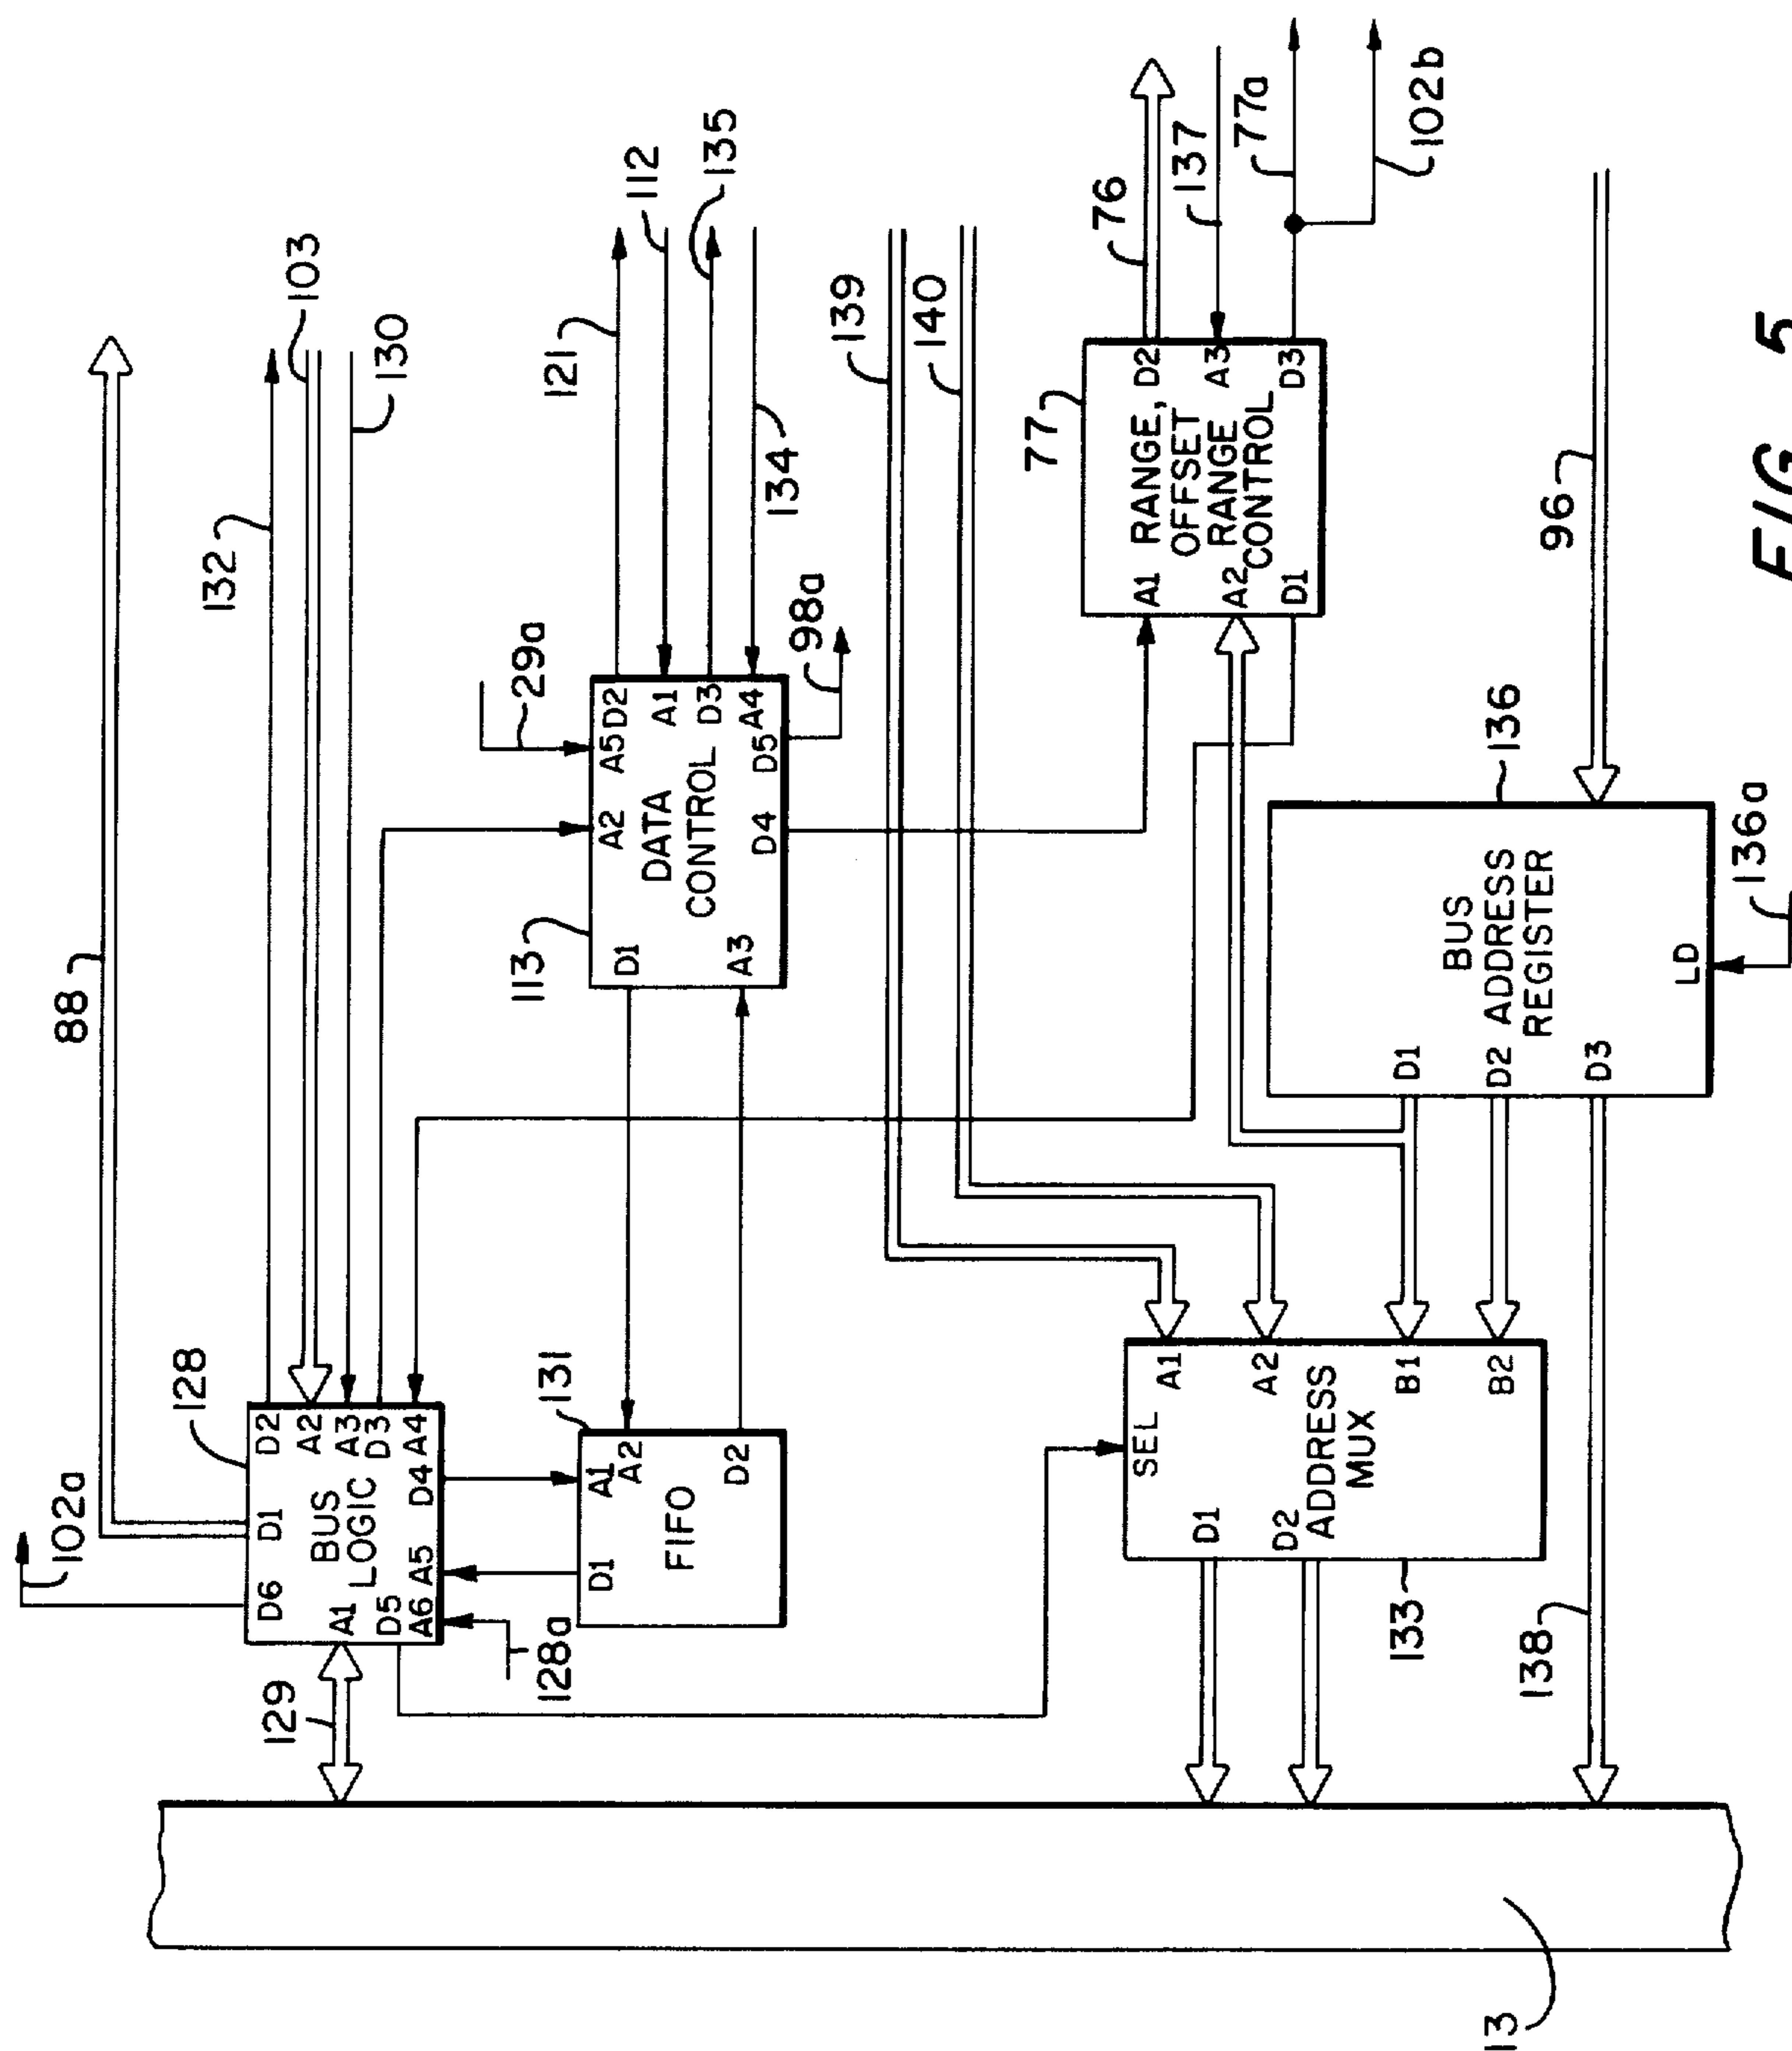 88
132
103
130
102a
128
D6
D1
D2
A1
BUS
LOGIC
A2
A3
D3
D5
A6
A5
D4
A4
129
128a
131
A1
A2
D1
FIFO
D2
113
29a
A2
A5
D2
D1
DATA
CONTROL
A1
D3
A3
D4
D5
A4
121
112
135
134
98a
139
140
77
A1
RANGE,
OFFSET
RANGE
CONTROL
D2
A2
A3
D1
D3
76
137
77a
102b
SEL
A1
D1
A2
D2
ADDRESS
MUX
B1
B2
133
BUS
ADDRESS
REGISTER
D1
D2
D3
LD
136
136a
96
138
13
FIG. 5